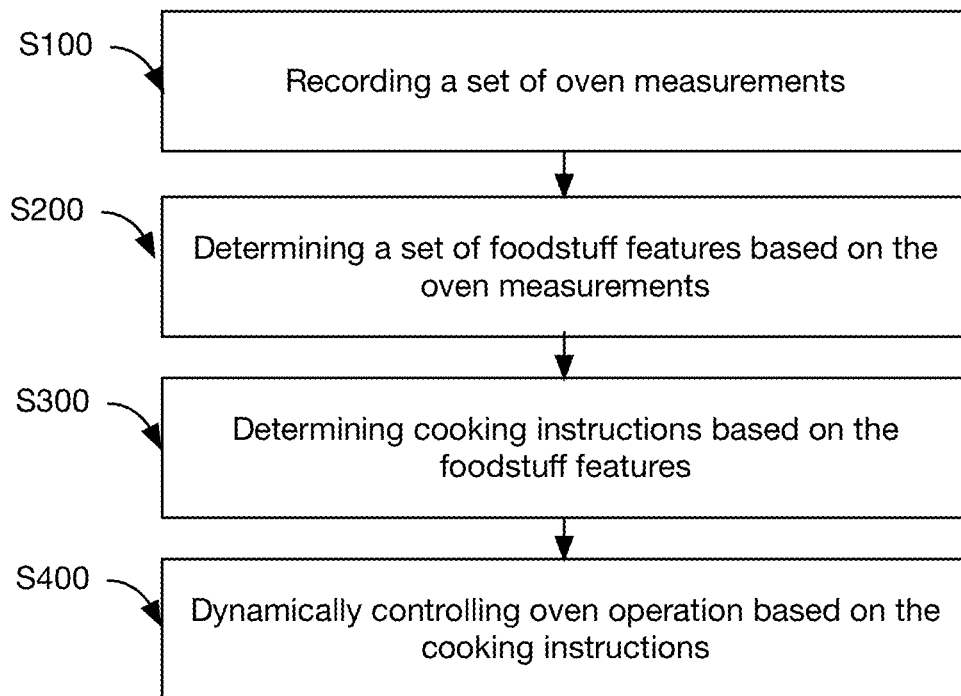 S100
Recording a set of oven measurements
S200
Determining a set of foodstuff features based on the
oven measurements
S300
Determining cooking instructions based on the
foodstuff features
S400
Dynamically controlling oven operation based on the
cooking instructions